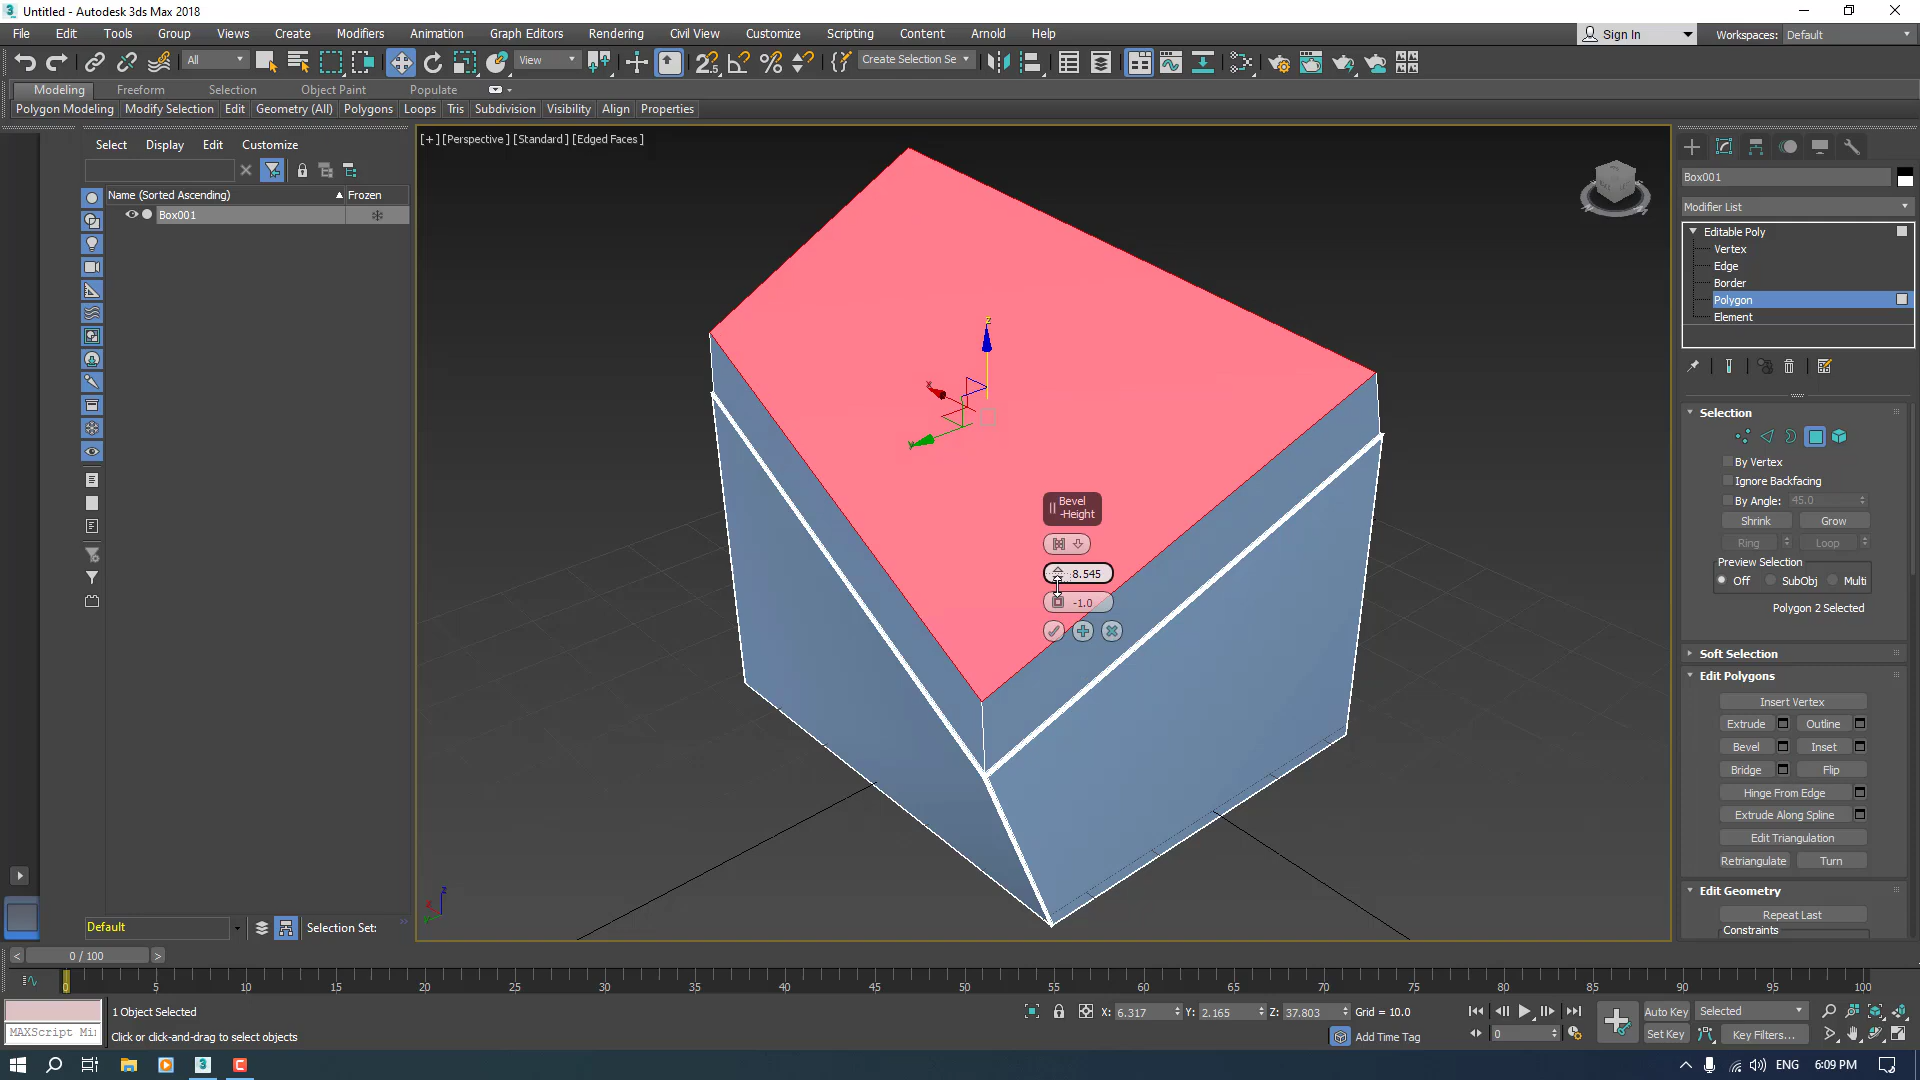 Untitled - Autodesk 3ds Max 2018
File Edit Tools Group Views Create Modifiers Animation Graph Editors Rendering Civil View Customize Scripting Content Arnold Help
Sign In Workspaces: Default
All View Create Selection Se
Modeling Freeform Selection Object Paint Populate
Polygon Modeling Modify Selection Edit Geometry (All) Polygons Loops Tris Subdivision Visibility Align Properties
Select Display Edit Customize
Name (Sorted Ascending) Frozen
Box001
[+] [Perspective] [Standard] [Edged Faces]
z
x
y
Bevel
-Height
8.545
-1.0
Box001
Modifier List
Editable Poly
Vertex
Edge
Border
Polygon
Element
Selection
By Vertex
Ignore Backfacing
By Angle: 45.0
Shrink Grow
Ring Loop
Preview Selection
Off SubObj Multi
Polygon 2 Selected
Soft Selection
Edit Polygons
Insert Vertex
Extrude Outline
Bevel Inset
Bridge Flip
Hinge From Edge
Extrude Along Spline
Edit Triangulation
Retriangulate Turn
Edit Geometry
Repeat Last
Constraints
Default Selection Set:
0 / 100
0 5 10 15 20 25 30 35 40 45 50 55 60 65 70 75 80 85 90 95 100
1 Object Selected X: 6.317 Y: 2.165 Z: 37.803 Grid = 10.0 Auto Key Selected
MAXScript Mi Click or click-and-drag to select objects Add Time Tag 0 Set Key Key Filters...
ENG 6:09 PM